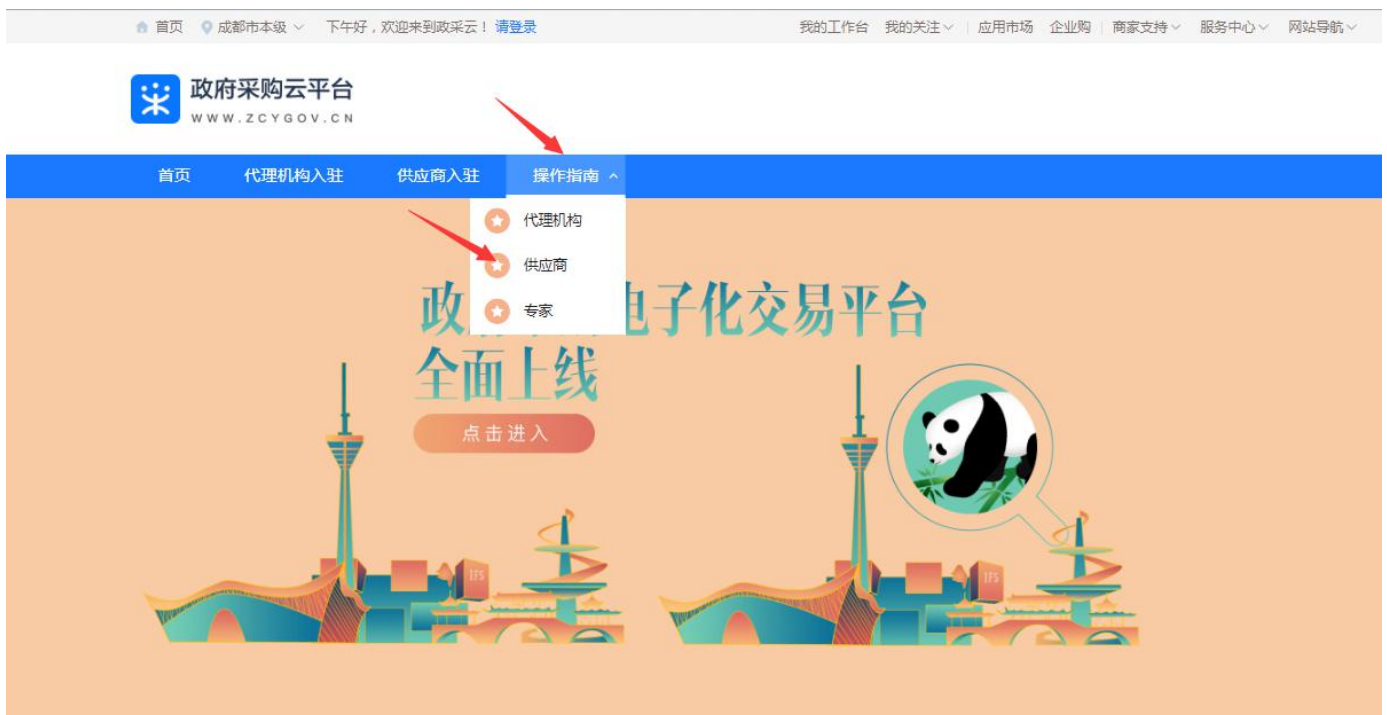 首页 成都市本级 下午好，欢迎来到政采云！请登录 我的工作台 我的关注 应用市场 企业购 商家支持 服务中心 网站导航
政府采购云平台
WWW.ZCYGOV.CN
首页 代理机构入驻 供应商入驻 操作指南
代理机构
供应商
专家
政 电子化交易平台
全面上线
点击进入
IFS
IFS